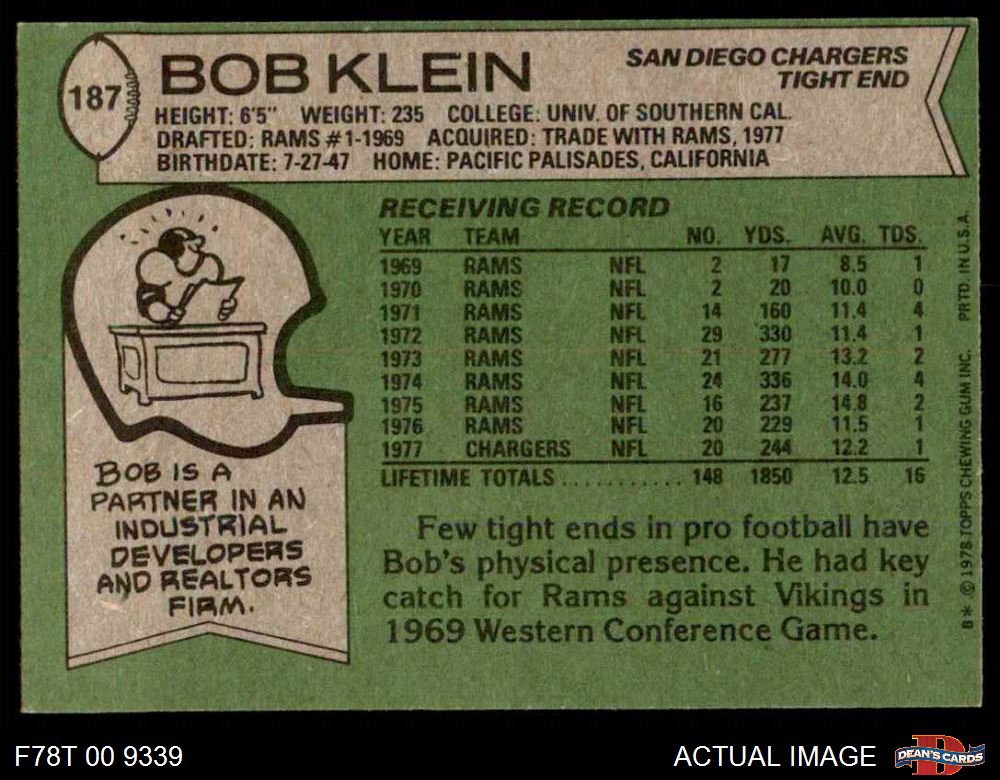 187
BOB KLEIN
SAN DIEGO CHARGERS
TIGHT END
HEIGHT: 6'5" WEIGHT: 235 COLLEGE: UNIV. OF SOUTHERN CAL.
DRAFTED: RAMS #1-1969 ACQUIRED: TRADE WITH RAMS, 1977
BIRTHDATE: 7-27-47 HOME: PACIFIC PALISADES, CALIFORNIA
RECEIVING RECORD
YEAR TEAM NO. YDS. AVG. TDS.
1969 RAMS NFL 2 17 8.5 1
1970 RAMS NFL 2 20 10.0 0
1971 RAMS NFL 14 160 11.4 4
1972 RAMS NFL 29 330 11.4 1
1973 RAMS NFL 21 277 13.2 2
1974 RAMS NFL 24 336 14.0 4
1975 RAMS NFL 16 237 14.8 2
1976 RAMS NFL 20 229 11.5 1
1977 CHARGERS NFL 20 244 12.2 1
LIFETIME TOTALS ........... 148 1850 12.5 16
BOB IS A
PARTNER IN AN
INDUSTRIAL
DEVELOPERS
AND REALTORS
FIRM.
Few tight ends in pro football have
Bob's physical presence. He had key
catch for Rams against Vikings in
1969 Western Conference Game.
8* © 1978 TOPPS CHEWING GUM INC. PRTD. IN U.S.A.
F78T 00 9339
ACTUAL IMAGE
D
DEAN'S CARDS